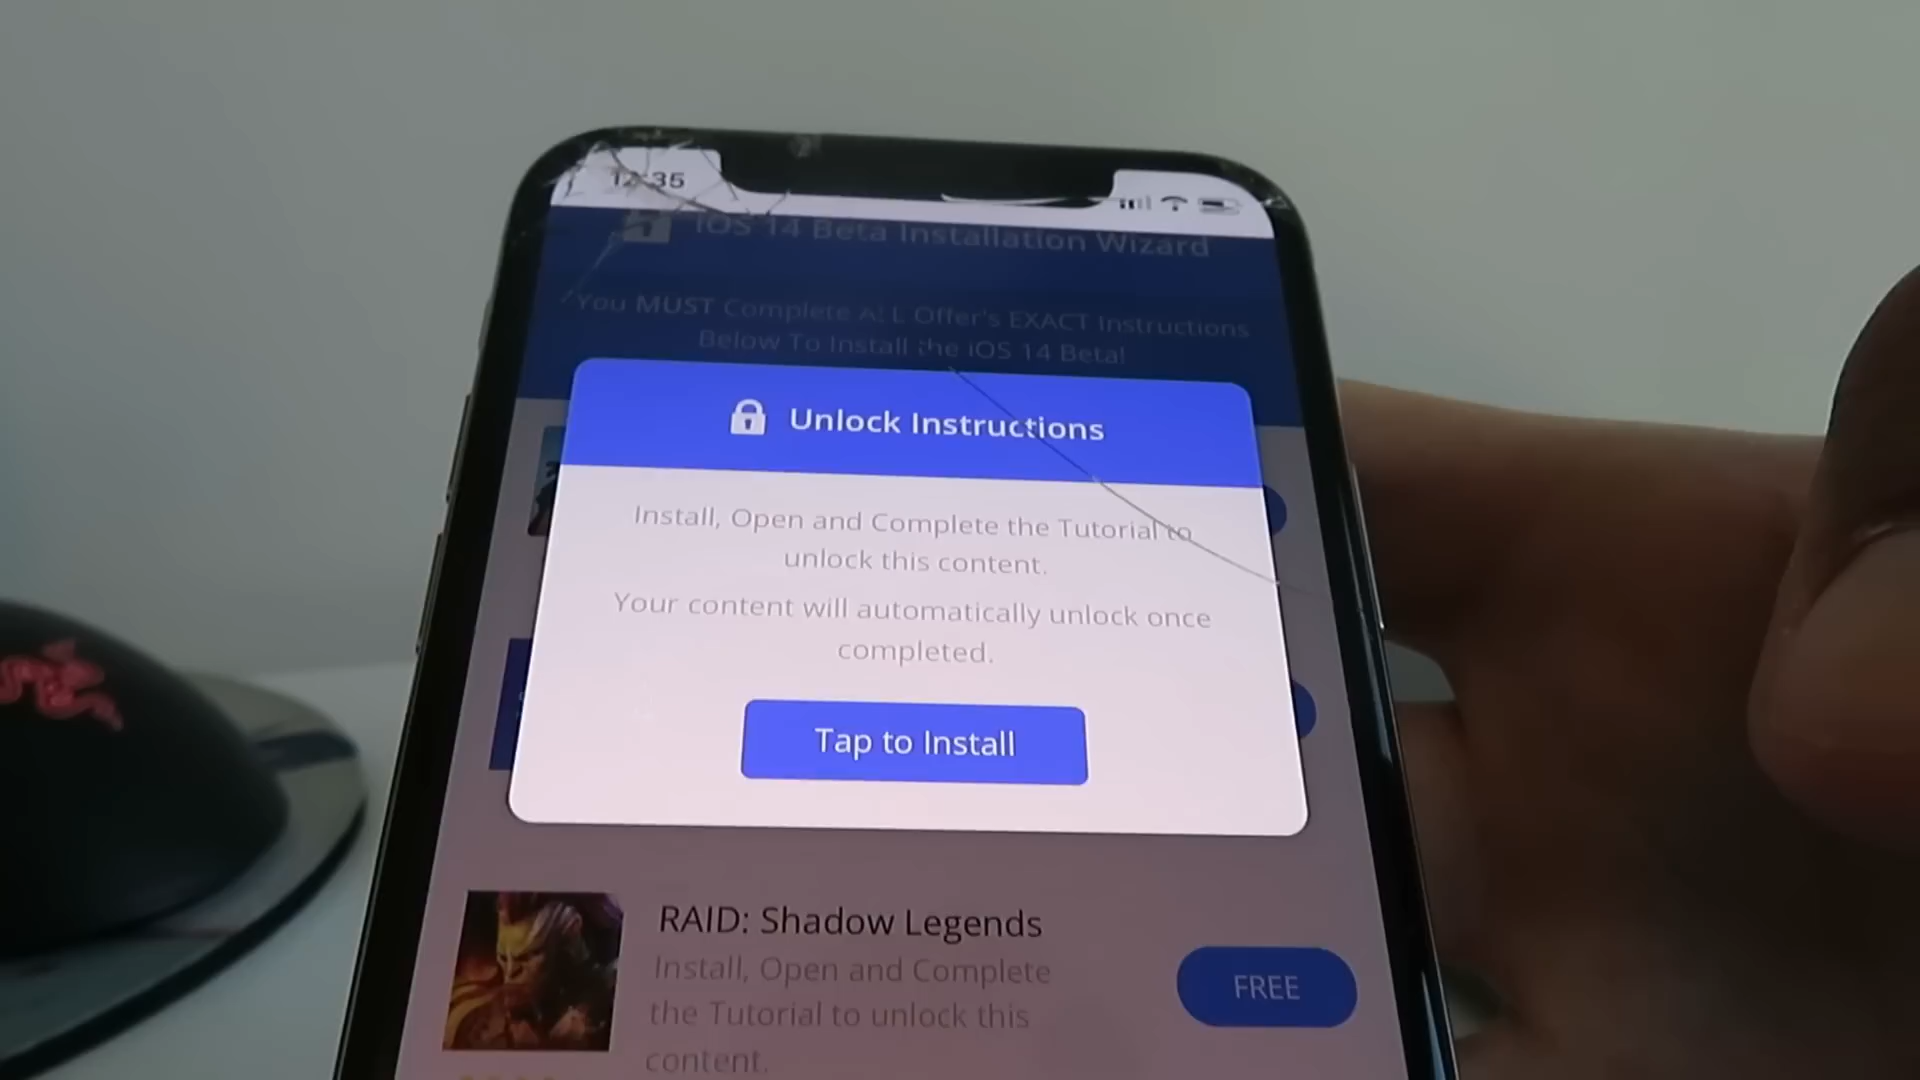 12:35
iOS 14 Beta Installation Wizard
You MUST Complete ALL Offer's EXACT Instructions
Below To Install the iOS 14 Beta!
Unlock Instructions
Install, Open and Complete the Tutorial to
unlock this content.
Your content will automatically unlock once
completed.
Tap to Install
RAID: Shadow Legends
Install, Open and Complete
the Tutorial to unlock this
content.
FREE